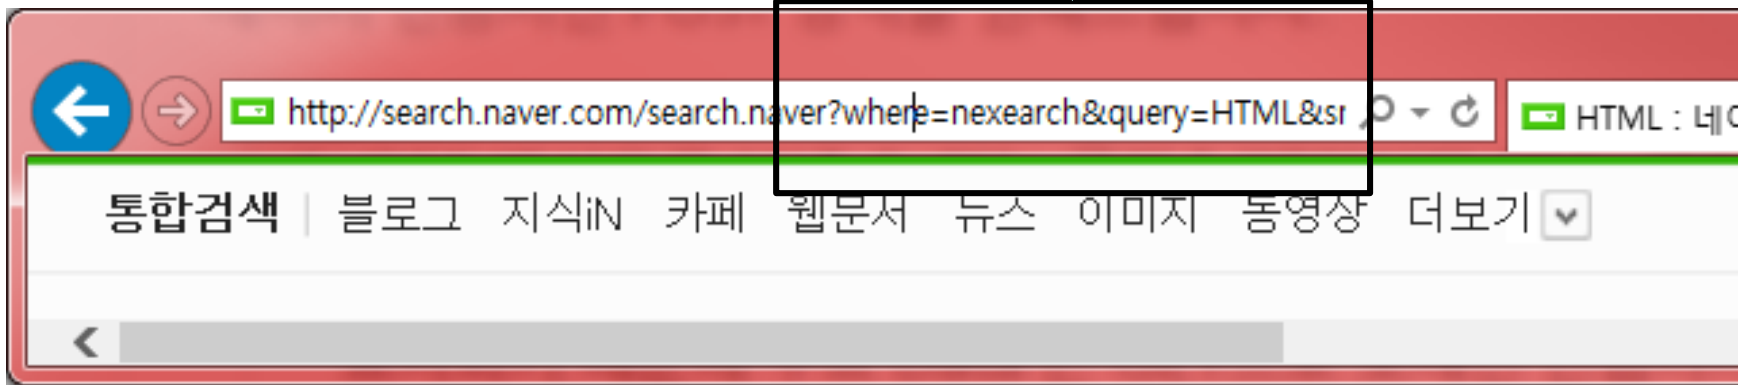 http://search.naver.com/search.naver?where=nexearch&query=HTML&sr
HTML : 네이
통합검색 블로그 지식iN 카페 웹문서 뉴스 이미지 동영상 더보기